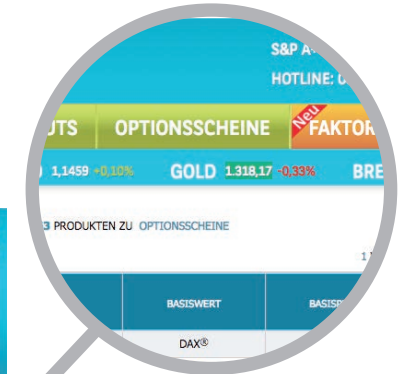 S&P A
HOTLINE:
UTS OPTIONSSCHEINE Neu FAKTOR
1,1459 +0,10% GOLD 1.318,17 -0,33% BRE
3 PRODUKTEN ZU OPTIONSSCHEINE
1
BASISWERT BASISP
DAX®